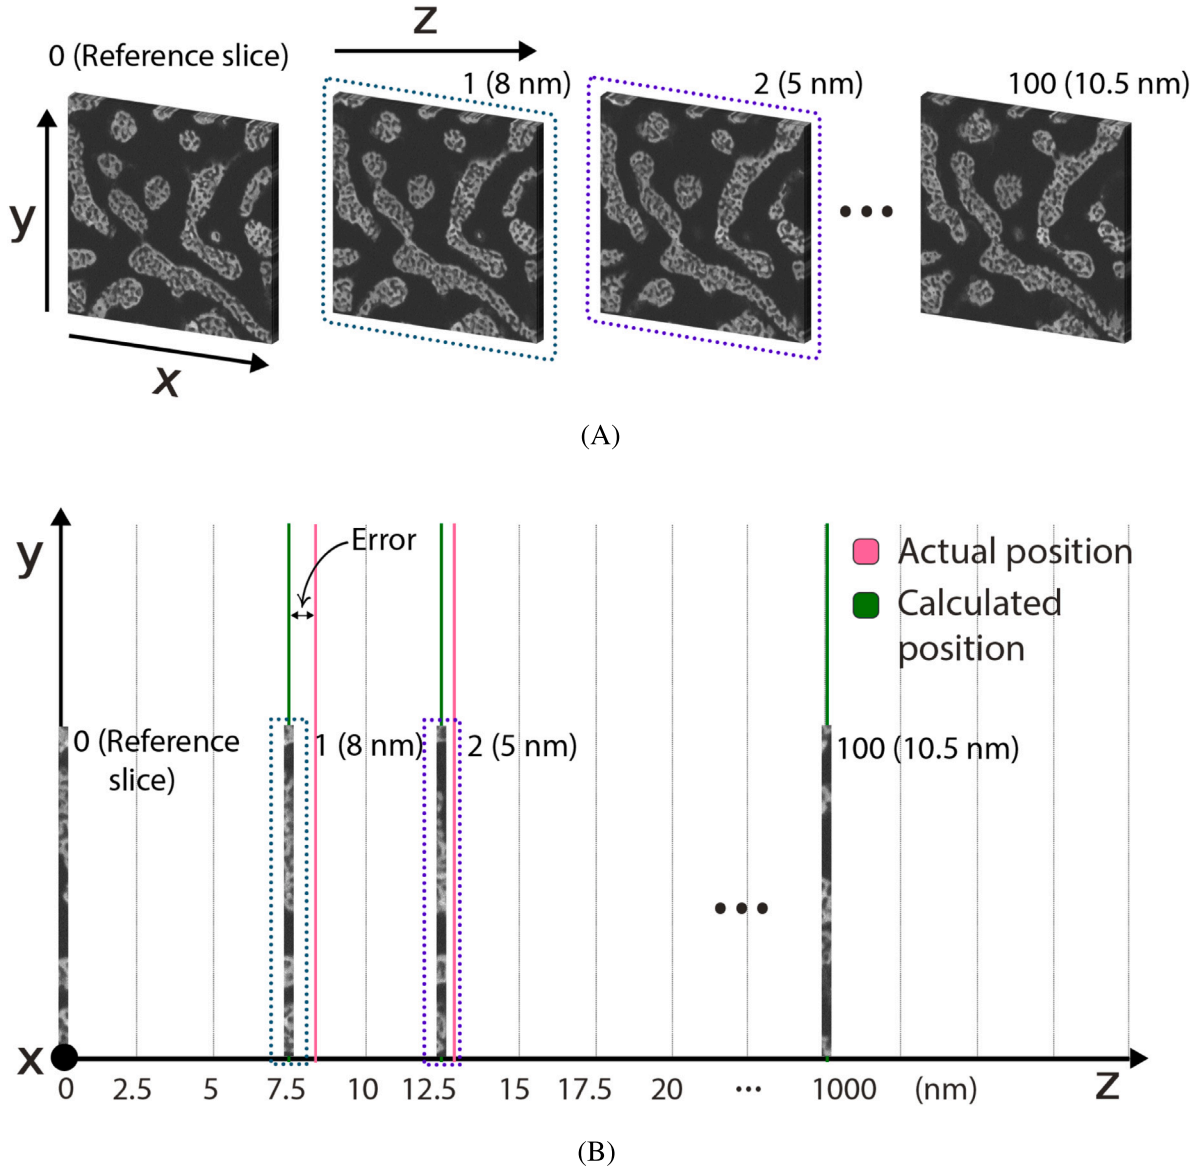 z
0 (Reference slice)
1 (8 nm)
2 (5 nm)
100 (10.5 nm)
y
•••
x
(A)
y
Error
Actual position
Calculated
position
0 (Reference
slice)
1 (8 nm)
2 (5 nm)
100 (10.5 nm)
•••
x
0 2.5 5 7.5 10 12.5 15 17.5 20 ... 1000 (nm) z
(B)